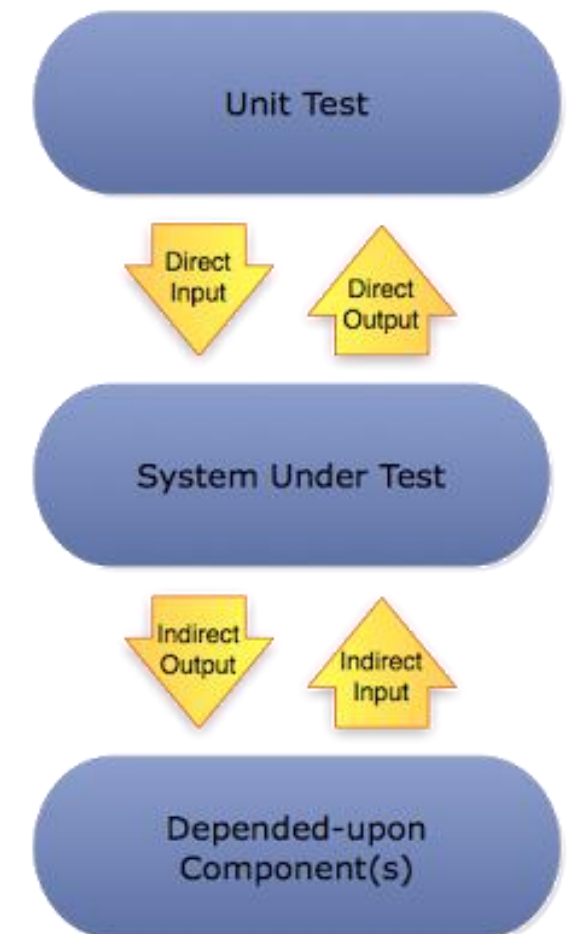 Unit Test
Direct
Input
Direct
Output
System Under Test
Indirect
Output
Indirect
Input
Depended-upon
Component(s)